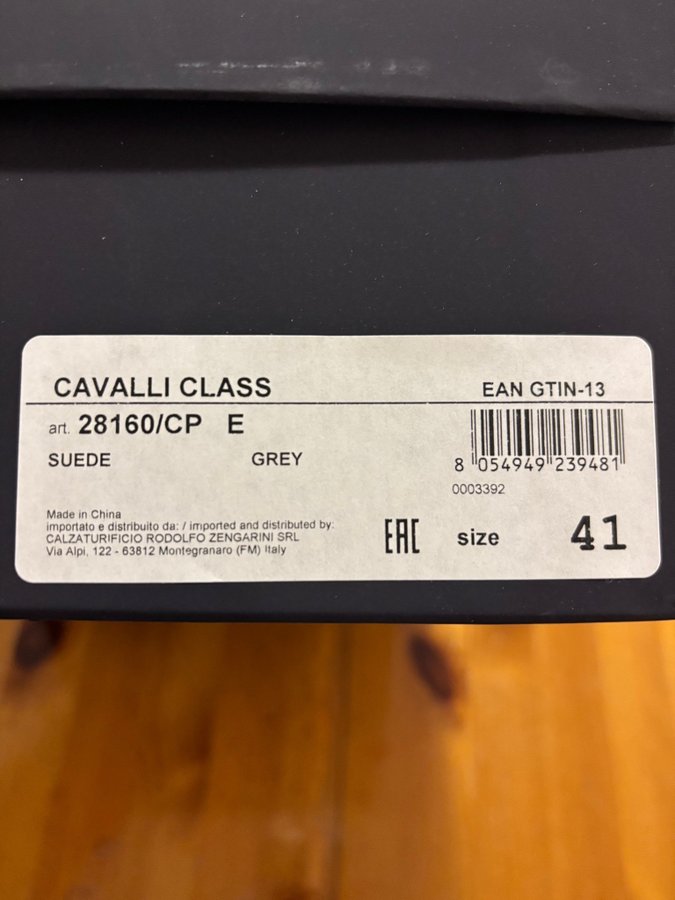 CAVALLI CLASS
EAN GTIN-13
art. 28160/CP E
SUEDE GREY
8 054949 239481
0003392
Made in China
importato e distribuito da: / imported and distributed by:
CALZATURIFICIO RODOLFO ZENGARINI SRL
Via Alpi, 122 - 63812 Montegranaro (FM) Italy
EAC
size 41